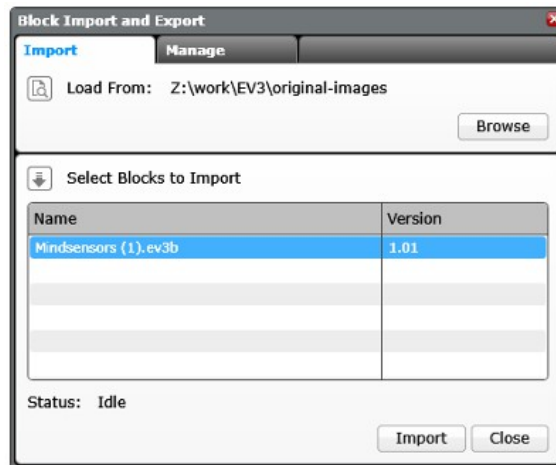 Block Import and Export
Import Manage
Load From: Z:\work\EV3\original-images
Browse
Select Blocks to Import
Name Version
Mindsensors (1).ev3b 1.01
Status: Idle
Import Close